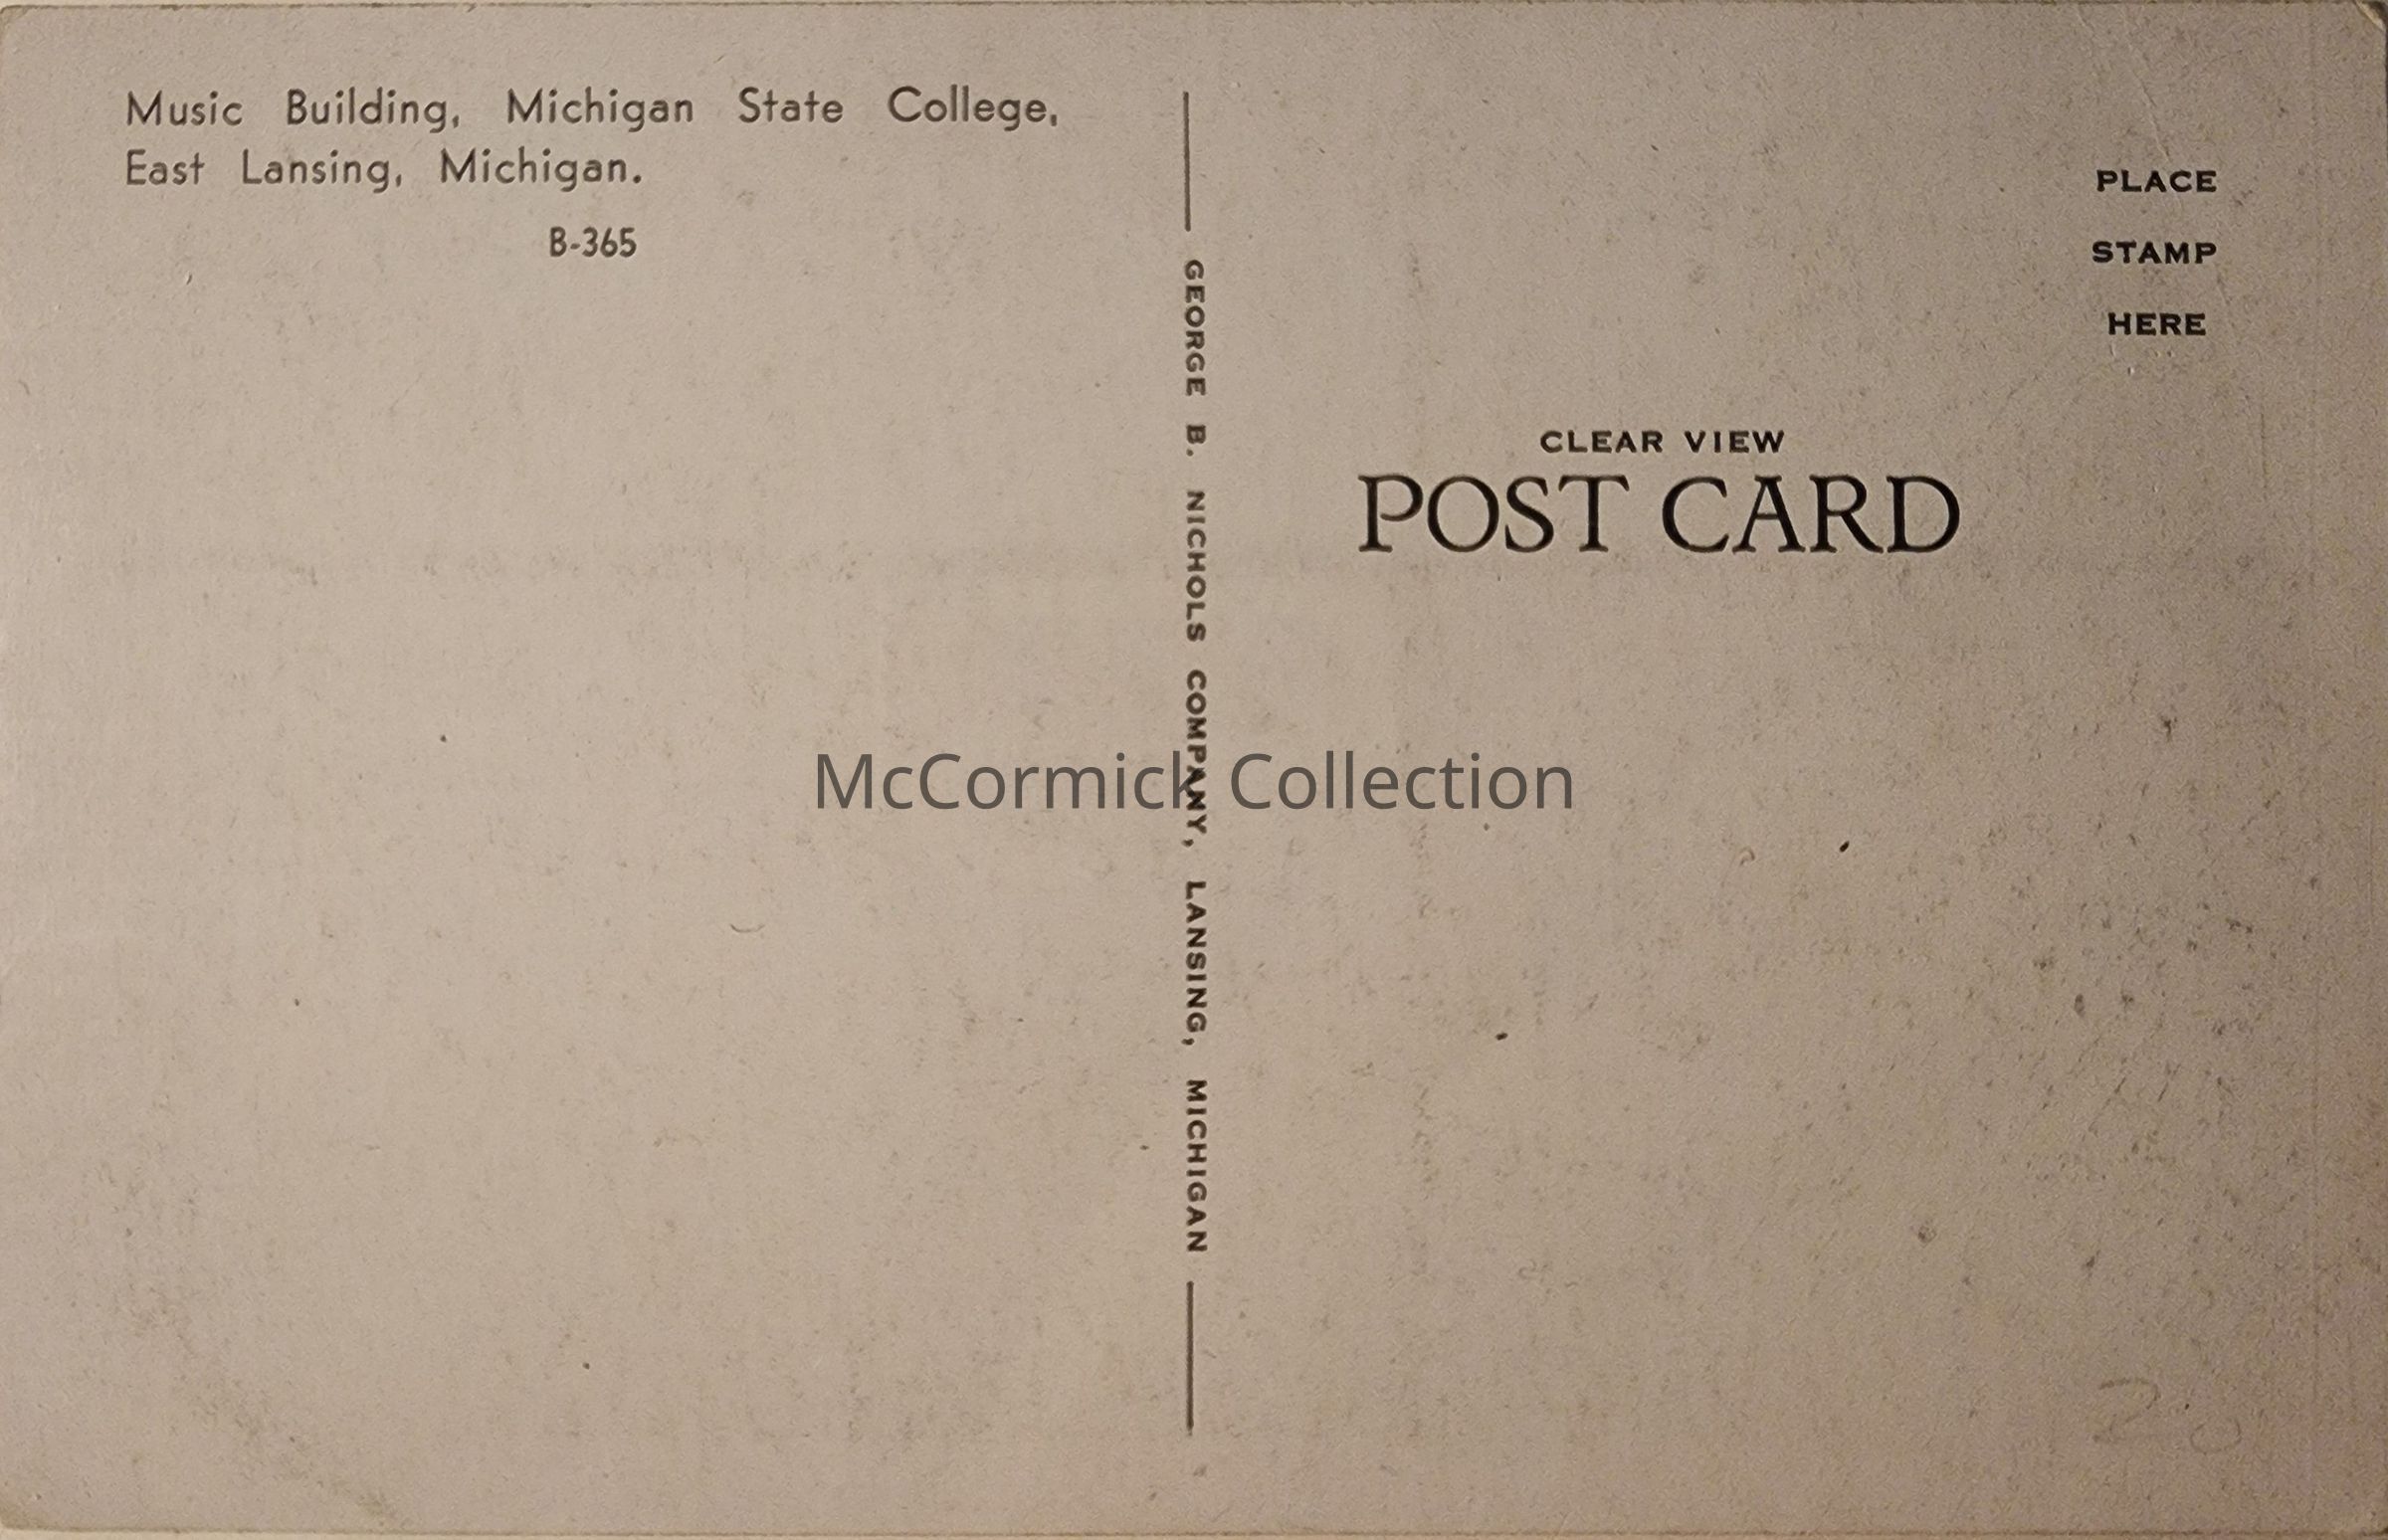 Music Building, Michigan State College,
East Lansing, Michigan.
B-365
GEORGE B. NICHOLS COMPANY, LANSING, MICHIGAN
PLACE
STAMP
HERE
CLEAR VIEW
POST CARD
McCormick Collection